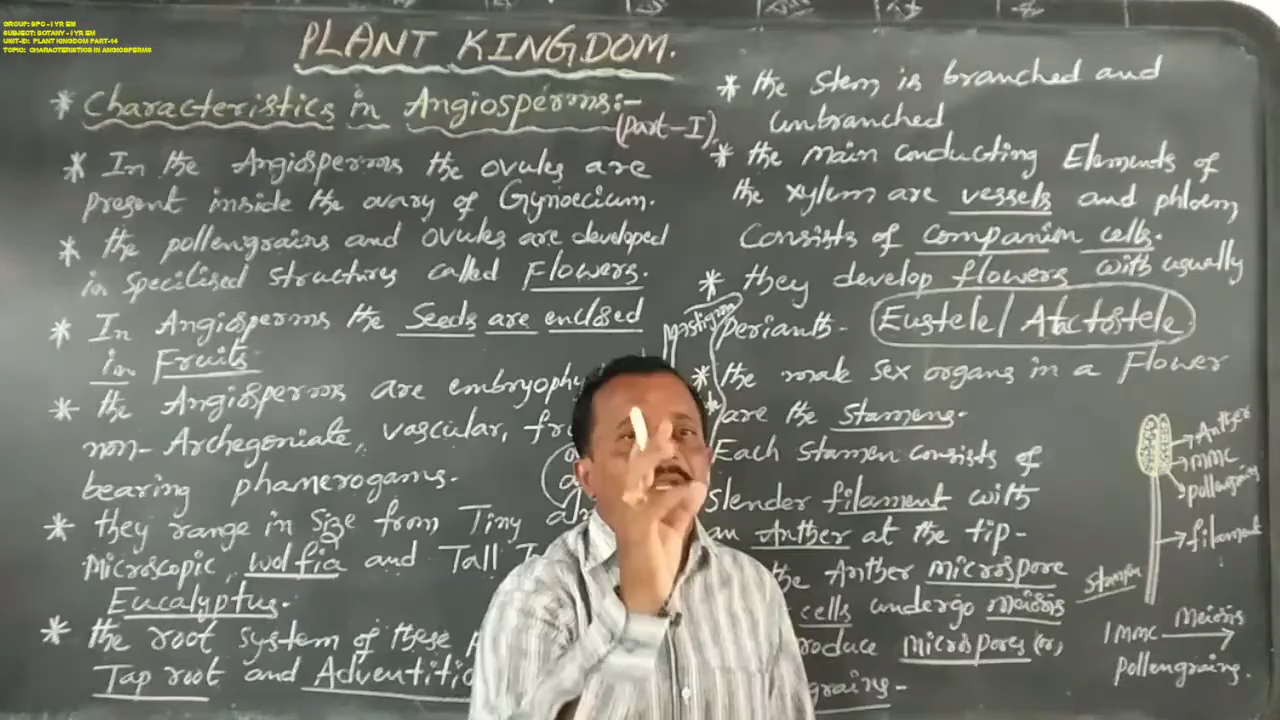 GROUP: BPC - I YR EM
SUBJECT: BOTANY - I YR EM
UNIT-ID: PLANT KINGDOM PART-14
TOPIC: CHARACTERISTICS IN ANGIOSPERMS
PLANT KINGDOM.
* Characteristics in Angiosperms:-
(Part-I)
* In the Angiosperms the ovules are
present inside the ovary of Gynoecium.
* the pollengrains and ovules are developed
in specilised structures called Flowers.
* In Angiosperms the Seeds are enclosed
in Fruits
* the Angiosperms are
non-Archegoniate, vascular,
bearing phanerogams.
* they range in size from Tiny
Microscopic, wolfia and Tall
Eucalyptus.
* the root system of these
Tap root and
* the stem is branched and
unbranched
* the main conducting Elements of
the xylem are vessels and phloem
Consists of companion cells.
* they develop flowers with usually
perianth.
Eustele/Atactostele
* the male sex organs in a Flower
are the stamens.
Each stamen consists of
slender filament with
an Anther at the tip-
the Anther microspore
cells undergo meiosis
microspores (or)
Anther
mmc
pollengrains
filament
stamen
1 mmc Meiosis
pollengrains.